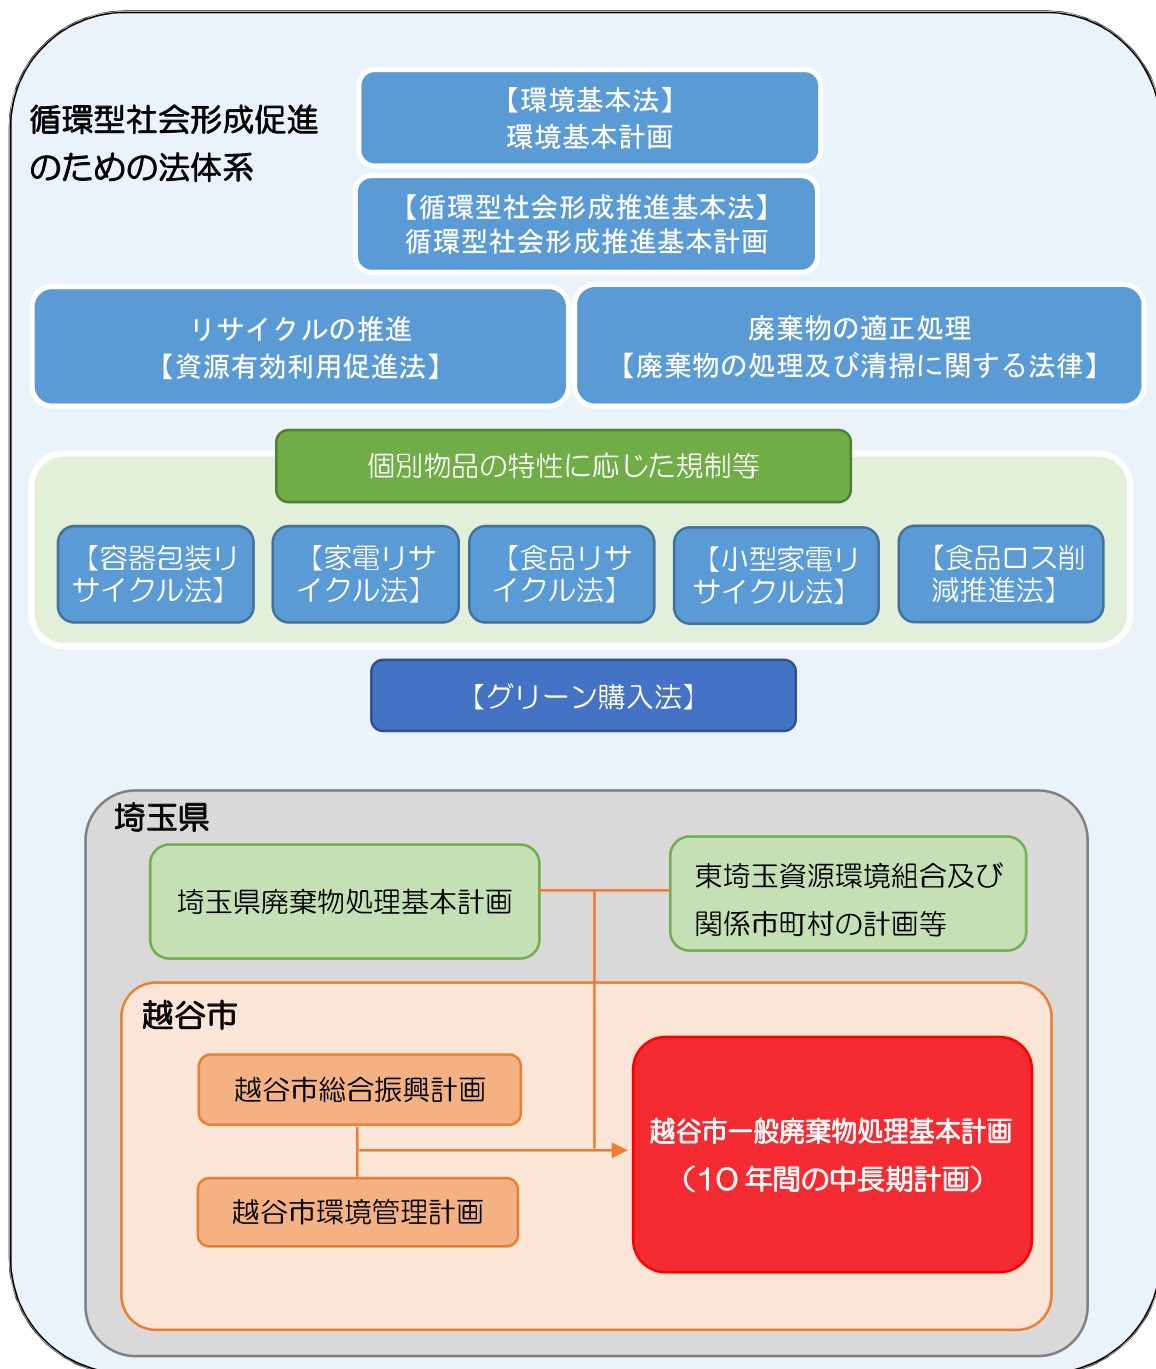 循環型社会形成促進
のための法体系
【環境基本法】
環境基本計画
【循環型社会形成推進基本法】
循環型社会形成推進基本計画
リサイクルの推進
【資源有効利用促進法】
廃棄物の適正処理
【廃棄物の処理及び清掃に関する法律】
個別物品の特性に応じた規制等
【容器包装リ
サイクル法】
【家電リサ
イクル法】
【食品リサ
イクル法】
【小型家電リ
サイクル法】
【食品ロス削
減推進法】
【グリーン購入法】
埼玉県
埼玉県廃棄物処理基本計画
東埼玉資源環境組合及び
関係市町村の計画等
越谷市
越谷市総合振興計画
越谷市環境管理計画
越谷市一般廃棄物処理基本計画
（10 年間の中長期計画）